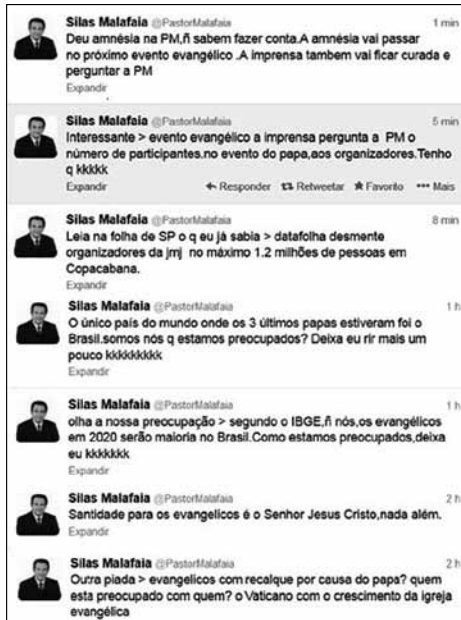 Silas Malafaia @PastorMalafaia 1 min
Deu amnésia na PM,ñ sabem fazer conta.A amnésia vai passar
no próximo evento evangélico .A imprensa tambem vai ficar curada e
perguntar a PM
Expandir
Silas Malafaia @PastorMalafaia 5 min
Interessante > evento evangélico a imprensa pergunta a PM o
número de participantes.no evento do papa,aos organizadores.Tenho
q kkkkk
Expandir Responder Retweetar Favorito ••• Mais
Silas Malafaia @PastorMalafaia 8 min
Leia na folha de SP o q eu já sabia > datafolha desmente
organizadores da jmj no máximo 1.2 milhões de pessoas em
Copacabana.
Expandir
Silas Malafaia @PastorMalafaia 1 h
O único país do mundo onde os 3 últimos papas estiveram foi o
Brasil.somos nós q estamos preocupados? Deixa eu rir mais um
pouco kkkkkkkkk
Expandir
Silas Malafaia @PastorMalafaia 1 h
olha a nossa preocupação > segundo o IBGE,ñ nós,os evangélicos
em 2020 serão maioria no Brasil.Como estamos preocupados,deixa
eu kkkkkkk
Expandir
Silas Malafaia @PastorMalafaia 2 h
Santidade para os evangelicos é o Senhor Jesus Cristo,nada além.
Expandir
Silas Malafaia @PastorMalafaia 2 h
Outra piada > evangelicos com recalque por causa do papa? quem
esta preocupado com quem? o Vaticano com o crescimento da igreja
evangélica